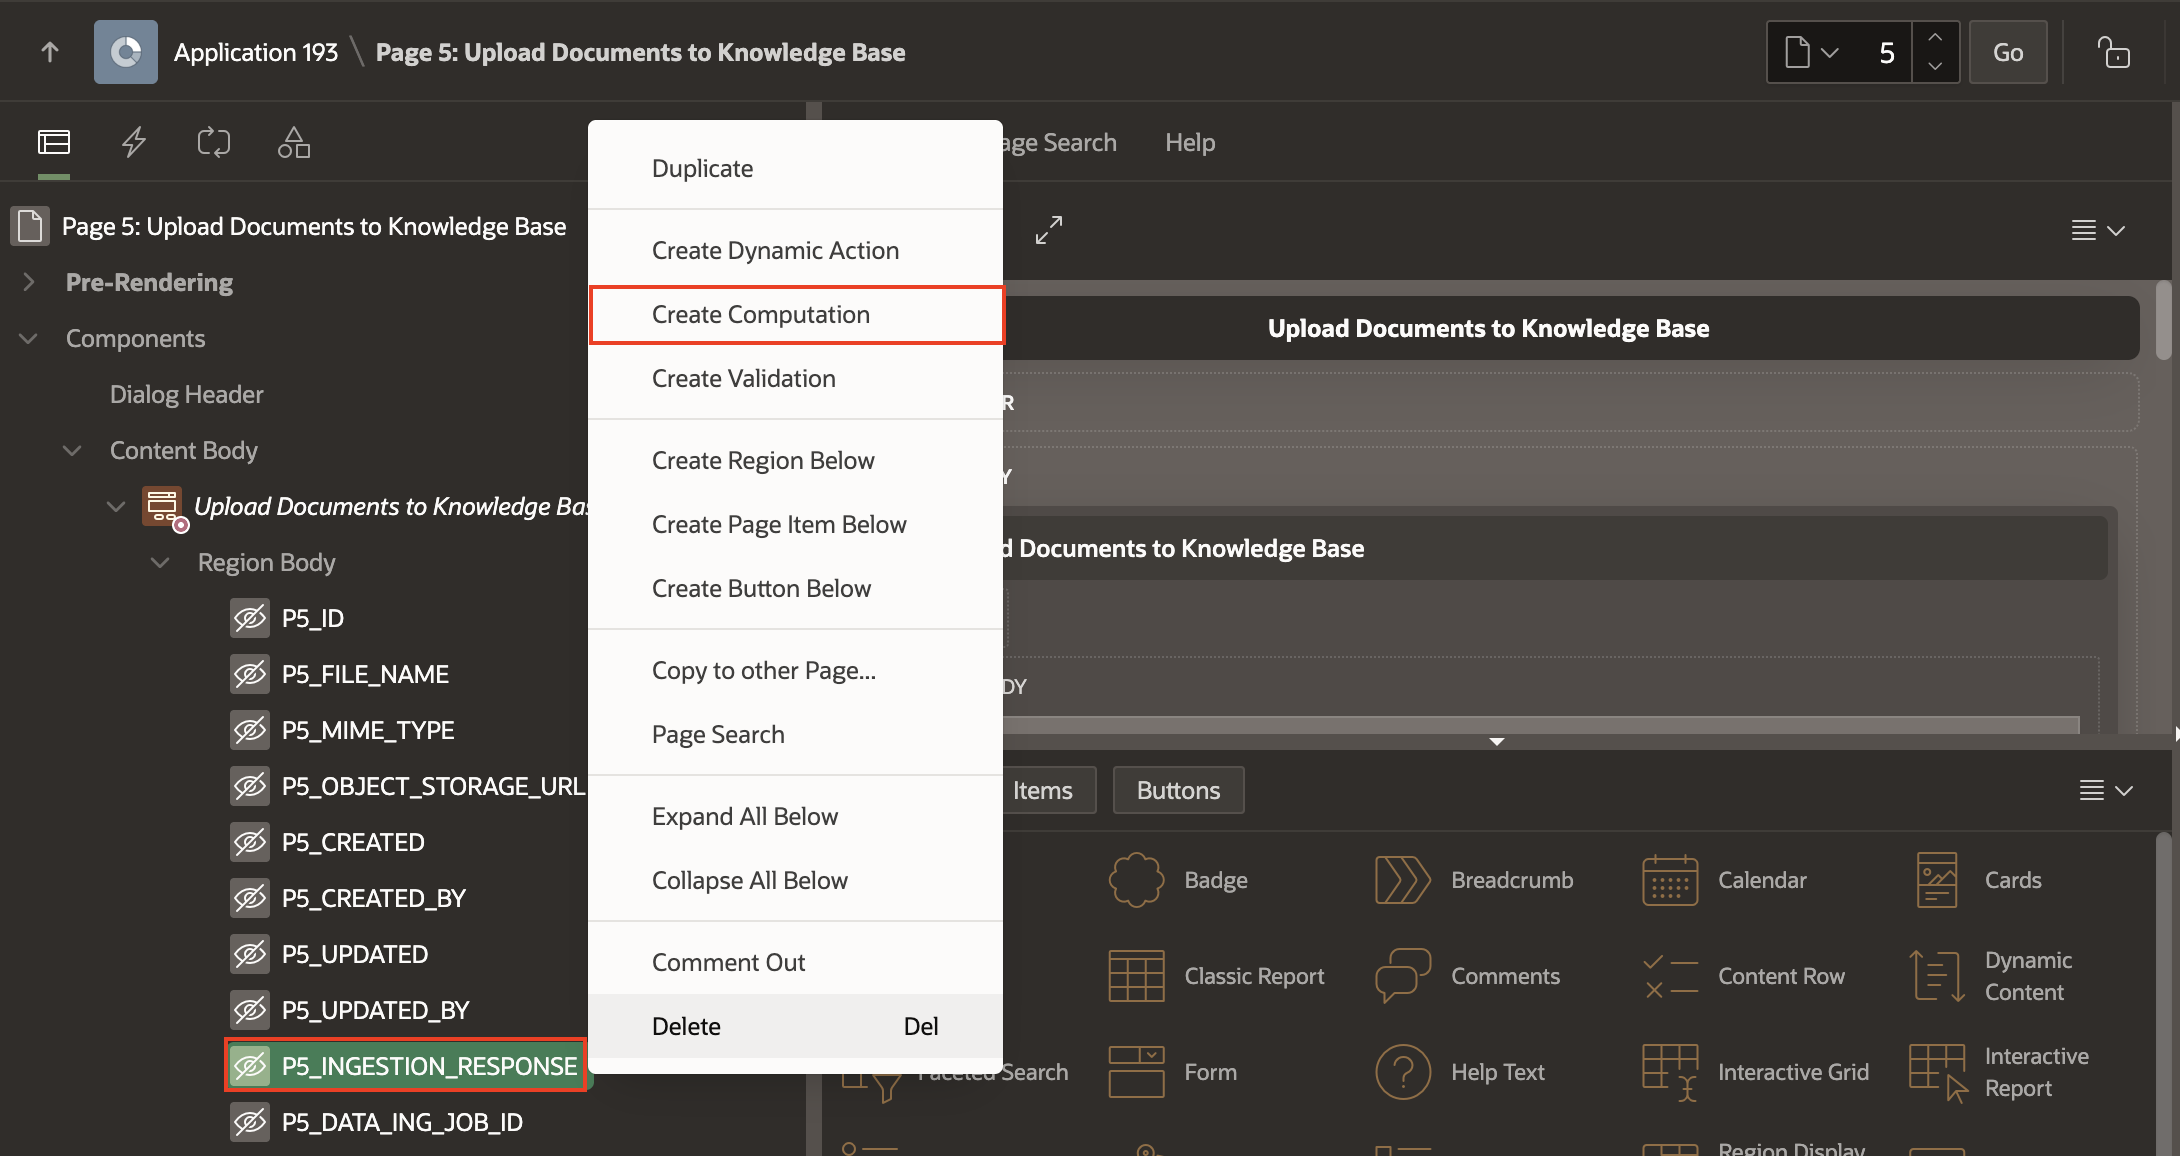 Application 193 \ Page 5: Upload Documents to Knowledge Base
5
Go
age Search
Help
Page 5: Upload Documents to Knowledge Base
Pre-Rendering
Components
Dialog Header
Content Body
Upload Documents to Knowledge Bas
Region Body
P5_ID
P5_FILE_NAME
P5_MIME_TYPE
P5_OBJECT_STORAGE_URL
P5_CREATED
P5_CREATED_BY
P5_UPDATED
P5_UPDATED_BY
P5_INGESTION_RESPONSE
P5_DATA_ING_JOB_ID
Duplicate
Create Dynamic Action
Create Computation
Create Validation
Create Region Below
Create Page Item Below
Create Button Below
Copy to other Page...
Page Search
Expand All Below
Collapse All Below
Comment Out
Delete Del
Upload Documents to Knowledge Base
R
Y
d Documents to Knowledge Base
DY
Items
Buttons
Badge
Breadcrumb
Calendar
Cards
Classic Report
Comments
Content Row
Dynamic
Content
Faceted Search
Form
Help Text
Interactive Grid
Interactive
Report
Region Display